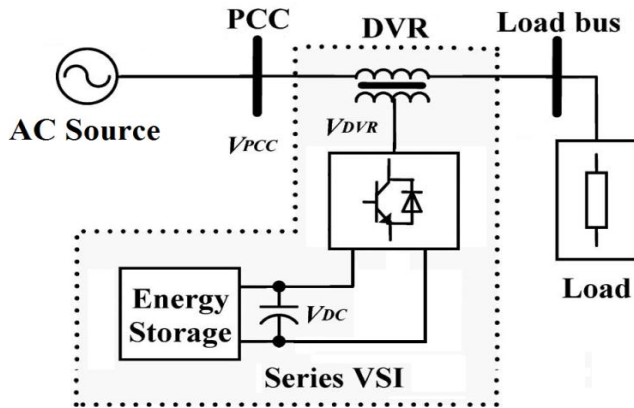 PCC
DVR
Load bus
AC Source
VPCC
VDVR
Energy
Storage
VDC
Load
Series VSI